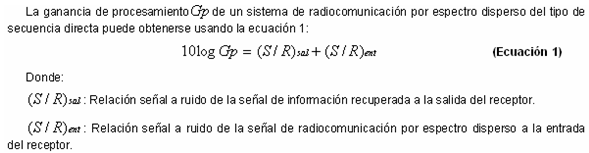 La ganancia de procesamiento Gp de un sistema de radiocomunicación por espectro disperso del tipo de
secuencia directa puede obtenerse usando la ecuación 1:
10log Gp = (S / R)sal + (S / R)ent (Ecuación 1)
Donde:
(S / R)sal : Relación señal a ruido de la señal de información recuperada a la salida del receptor.
(S / R)ent : Relación señal a ruido de la señal de radiocomunicación por espectro disperso a la entrada
del receptor.